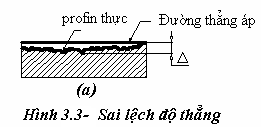 profin thực
Đường thẳng áp
Δ
(a)
Hình 3.3- Sai lệch độ thẳng